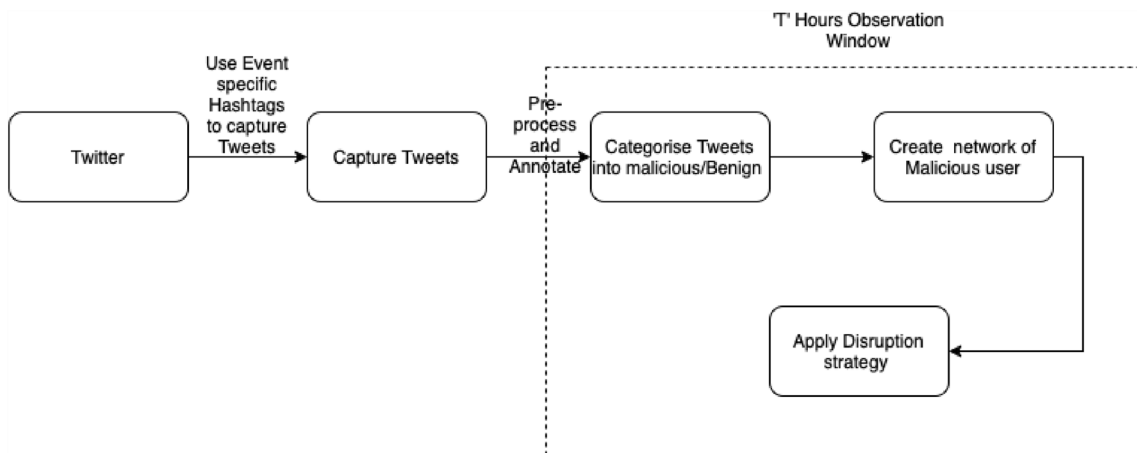 'T' Hours Observation
Window
Use Event
specific
Hashtags
to capture
Tweets
Pre-
process
and
Annotate
Twitter
Capture Tweets
Categorise Tweets
into malicious/Benign
Create network of
Malicious user
Apply Disruption
strategy